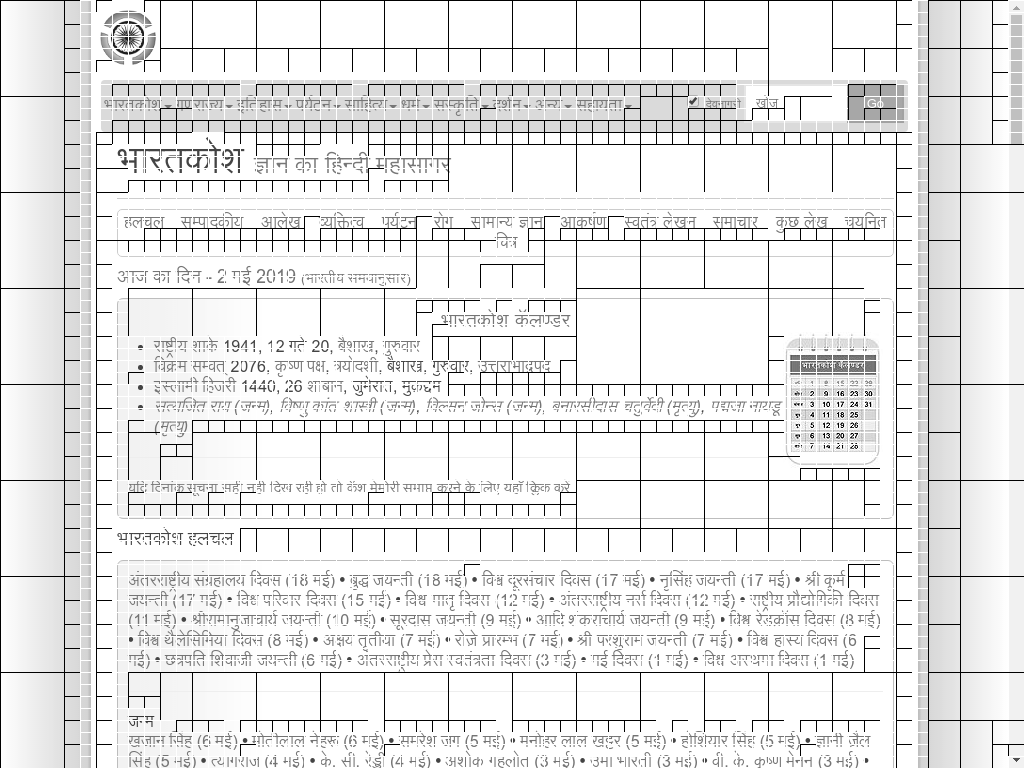 भारतकोश गणराज्य इतिहास पर्यटन साहित्य धर्म संस्कृति दर्शन अन्य सहायता देवनागरी खोज Go
भारतकोश ज्ञान का हिन्दी महासागर
हलचल सम्पादकीय आलेख व्यक्तित्व पर्यटन रोग सामान्य ज्ञान आकर्षण स्वतंत्र लेखन समाचार कुछ लेख चयनित
चित्र
आज का दिन - 2 मई 2019 (भारतीय समयानुसार)
भारतकोश कॅलण्डर
राष्ट्रीय शाके 1941, 12 गते 20, बैशाख, गुरुवार
विक्रम सम्वत् 2076, कृष्ण पक्ष, त्रयोदशी, बैशाख, गुरुवार, उत्तराभाद्रपद
इस्लामी हिजरी 1440, 26 शाबान, जुमेरात, मुक़द्दम
सत्यजित राय (जन्म), विष्णु कांत शास्त्री (जन्म), विल्सन जोन्स (जन्म), बनारसीदास चतुर्वेदी (मृत्यु), पद्मजा नायडू
(मृत्यु)
भारतकोश कॅलण्डर
यदि दिनांक सूचना सही नहीं दिख रही हो तो कॅश मेमोरी समाप्त करने के लिए यहाँ क्लिक करें
भारतकोश हलचल
अंतरराष्ट्रीय संग्रहालय दिवस (18 मई) • बुद्ध जयन्ती (18 मई) • विश्व दूरसंचार दिवस (17 मई) • नृसिंह जयन्ती (17 मई) • श्री कूर्म
जयन्ती (17 मई) • विश्व परिवार दिवस (15 मई) • विश्व मातृ दिवस (12 मई) • अंतरराष्ट्रीय नर्स दिवस (12 मई) • राष्ट्रीय प्रौद्योगिकी दिवस
(11 मई) • श्रीरामानुजाचार्य जयन्ती (10 मई) • सूरदास जयन्ती (9 मई) • आदि शंकराचार्य जयन्ती (9 मई) • विश्व रेडक्रॉस दिवस (8 मई)
• विश्व थैलेसिमिया दिवस (8 मई) • अक्षय तृतीया (7 मई) • रोज़े प्रारम्भ (7 मई) • श्री परशुराम जयन्ती (7 मई) • विश्व हास्य दिवस (6
मई) • छत्रपति शिवाजी जयन्ती (6 मई) • अंतरराष्ट्रीय प्रेस स्वतंत्रता दिवस (3 मई) • मई दिवस (1 मई) • विश्व अस्थमा दिवस (1 मई)
जन्म
खजान सिंह (6 मई) • मोतीलाल नेहरू (6 मई) • समरेश जंग (5 मई) • मनोहर लाल खट्टर (5 मई) • होशियार सिंह (5 मई) • ज्ञानी ज़ैल
सिंह (5 मई) • त्यागराज (4 मई) • के. सी. रेड्डी (4 मई) • अशोक गहलोत (3 मई) • उमा भारती (3 मई) • वी. के. कृष्ण मेनन (3 मई) •